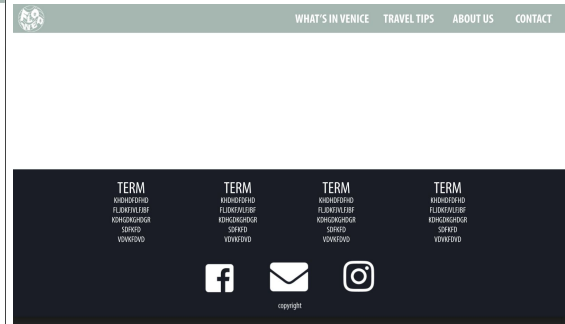 FLOWED
WHAT'S IN VENICE TRAVEL TIPS ABOUT US CONTACT
TERM
KHDHDFDFHD
FLJDKFJVLFJBF
KDHGDKGHDGR
SDFKFD
VDVKFDVD
TERM
KHDHDFDFHD
FLJDKFJVLFJBF
KDHGDKGHDGR
SDFKFD
VDVKFDVD
TERM
KHDHDFDFHD
FLJDKFJVLFJBF
KDHGDKGHDGR
SDFKFD
VDVKFDVD
TERM
KHDHDFDFHD
FLJDKFJVLFJBF
KDHGDKGHDGR
SDFKFD
VDVKFDVD
copyright